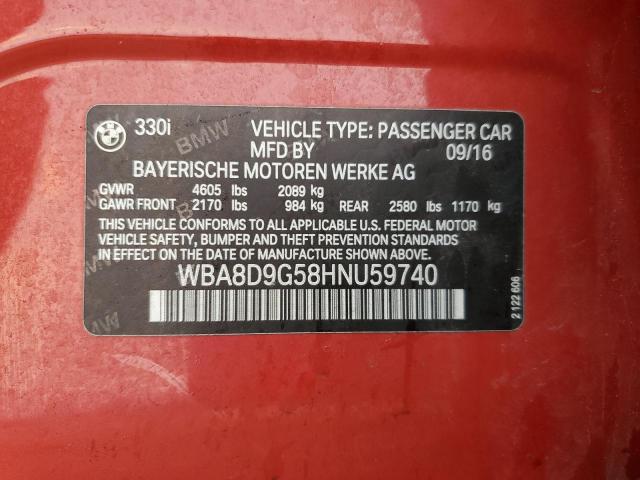 330i VEHICLE TYPE: PASSENGER CAR
MFD BY 09/16
BAYERISCHE MOTOREN WERKE AG
GVWR 4605 lbs 2089 kg
GAWR FRONT 2170 lbs 984 kg REAR 2580 lbs 1170 kg
THIS VEHICLE CONFORMS TO ALL APPLICABLE U.S. FEDERAL MOTOR
VEHICLE SAFETY, BUMPER AND THEFT PREVENTION STANDARDS
IN EFFECT ON THE DATE OF MANUFACTURE SHOWN ABOVE.
WBA8D9G58HNU59740
2 122 606
BMW
BMW
BMW